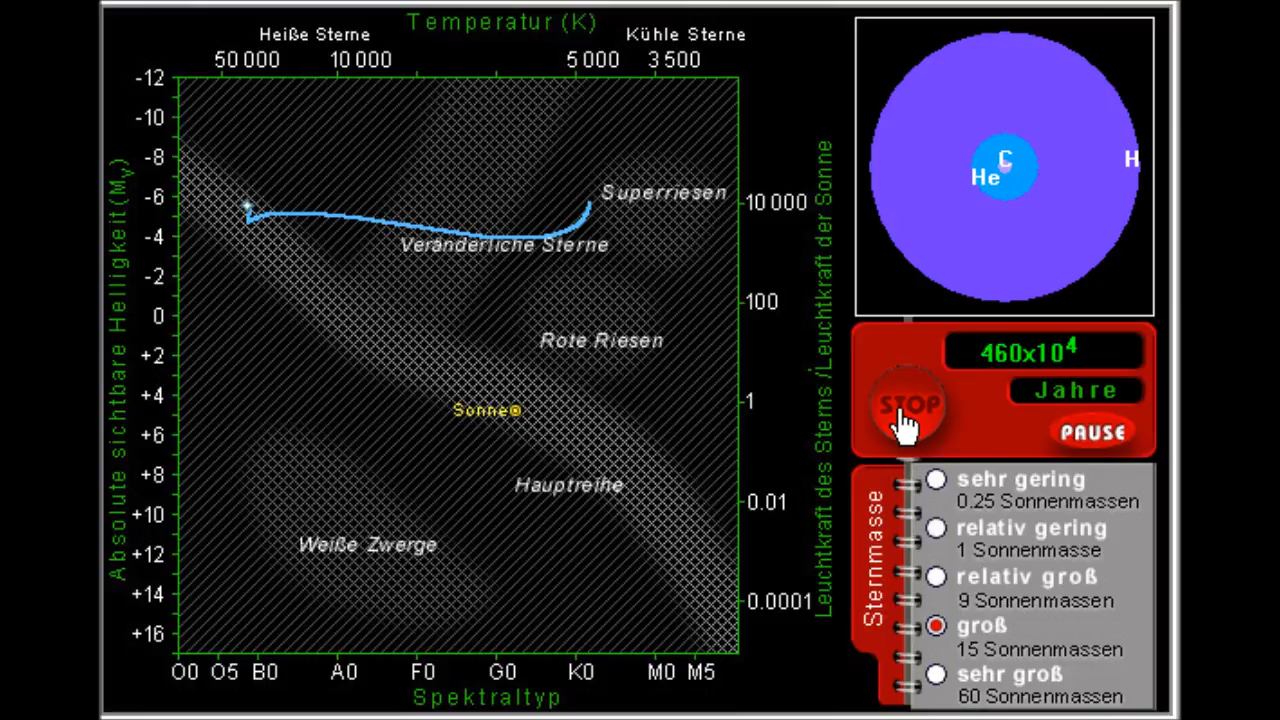 Temperatur (K)
Heiße Sterne
Kühle Sterne
50 000
10 000
5 000
3 500
-12
-10
-8
-6
-4
-2
0
+2
+4
+6
+8
+10
+12
+14
+16
Absolute sichtbare Helligkeit (Mv)
Superriesen
Veränderliche Sterne
Rote Riesen
Sonne
Hauptreihe
Weiße Zwerge
10 000
100
1
0.01
0.0001
Leuchtkraft des Sterns / Leuchtkraft der Sonne
O0 O5 B0 A0 F0 G0 K0 M0 M5
Spektraltyp
C
He
H
460x10⁴
Jahre
STOP
PAUSE
Sternmasse
sehr gering
0.25 Sonnenmassen
relativ gering
1 Sonnenmasse
relativ groß
9 Sonnenmassen
groß
15 Sonnenmassen
sehr groß
60 Sonnenmassen